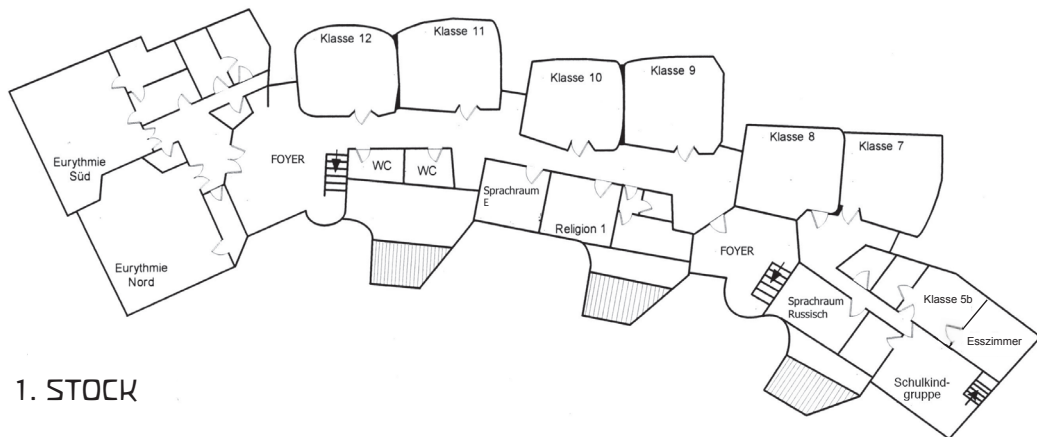 Klasse 12
Klasse 11
Klasse 10
Klasse 9
Klasse 8
Klasse 7
Eurythmie
Süd
FOYER
WC
WC
Sprachraum
E
Religion 1
FOYER
Eurythmie
Nord
Sprachraum
Russisch
Klasse 5b
Esszimmer
Schulkind-
gruppe
1. STOCK